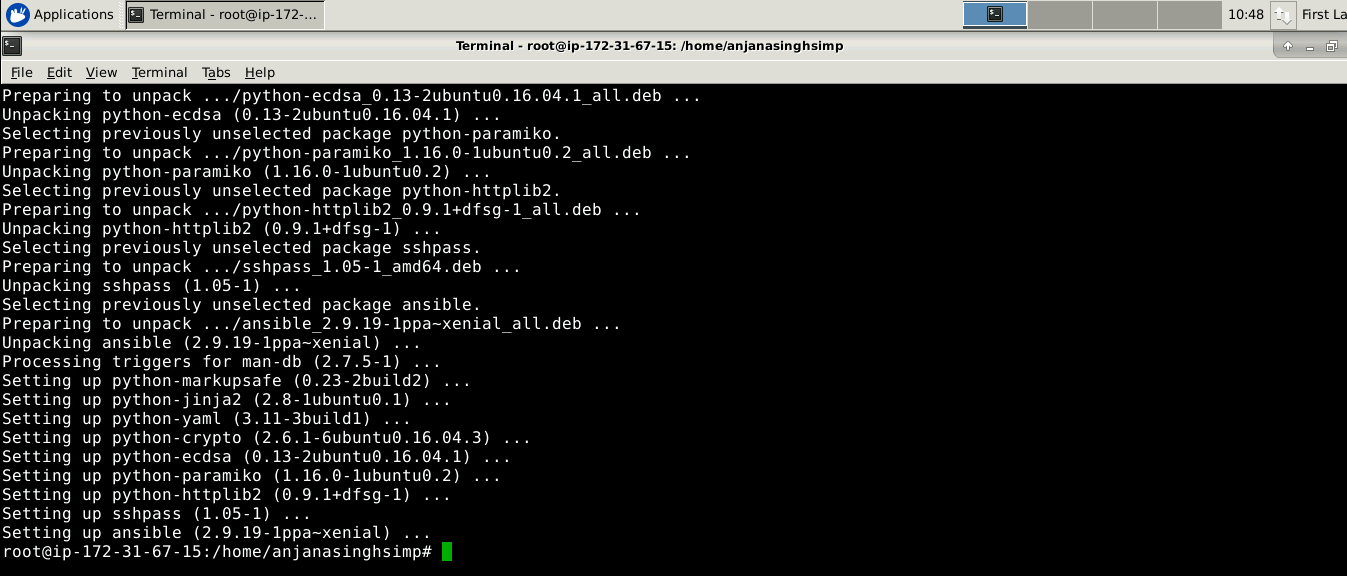 Applications
Terminal - root@ip-172-...
10:48
First La
Terminal - root@ip-172-31-67-15: /home/anjanasinghsimp
File Edit View Terminal Tabs Help
Preparing to unpack .../python-ecdsa_0.13-2ubuntu0.16.04.1_all.deb ...
Unpacking python-ecdsa (0.13-2ubuntu0.16.04.1) ...
Selecting previously unselected package python-paramiko.
Preparing to unpack .../python-paramiko_1.16.0-1ubuntu0.2_all.deb ...
Unpacking python-paramiko (1.16.0-1ubuntu0.2) ...
Selecting previously unselected package python-httplib2.
Preparing to unpack .../python-httplib2_0.9.1+dfsg-1_all.deb ...
Unpacking python-httplib2 (0.9.1+dfsg-1) ...
Selecting previously unselected package sshpass.
Preparing to unpack .../sshpass_1.05-1_amd64.deb ...
Unpacking sshpass (1.05-1) ...
Selecting previously unselected package ansible.
Preparing to unpack .../ansible_2.9.19-1ppa~xenial_all.deb ...
Unpacking ansible (2.9.19-1ppa~xenial) ...
Processing triggers for man-db (2.7.5-1) ...
Setting up python-markupsafe (0.23-2build2) ...
Setting up python-jinja2 (2.8-1ubuntu0.1) ...
Setting up python-yaml (3.11-3build1) ...
Setting up python-crypto (2.6.1-6ubuntu0.16.04.3) ...
Setting up python-ecdsa (0.13-2ubuntu0.16.04.1) ...
Setting up python-paramiko (1.16.0-1ubuntu0.2) ...
Setting up python-httplib2 (0.9.1+dfsg-1) ...
Setting up sshpass (1.05-1) ...
Setting up ansible (2.9.19-1ppa~xenial) ...
root@ip-172-31-67-15:/home/anjanasinghsimp#